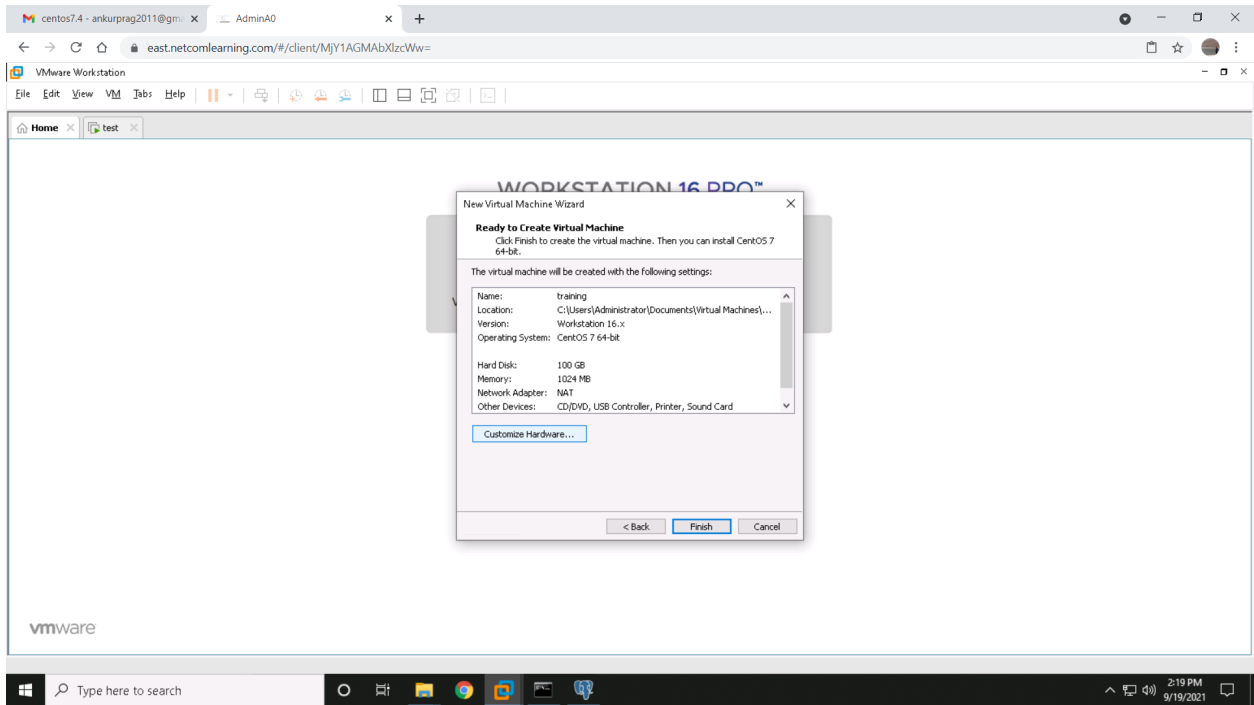 centos7.4 - ankurprag2011@gma
AdminA0
east.netcomlearning.com/#/client/MjY1AGMAbXlzcWw=
VMware Workstation
File Edit View VM Tabs Help
Home test
WORKSTATION 16 PRO™
New Virtual Machine Wizard
Ready to Create Virtual Machine
Click Finish to create the virtual machine. Then you can install CentOS 7
64-bit.
The virtual machine will be created with the following settings:
Name: training
Location: C:\Users\Administrator\Documents\Virtual Machines\...
Version: Workstation 16.x
Operating System: CentOS 7 64-bit
Hard Disk: 100 GB
Memory: 1024 MB
Network Adapter: NAT
Other Devices: CD/DVD, USB Controller, Printer, Sound Card
Customize Hardware...
< Back Finish Cancel
vmware
Type here to search
2:19 PM
9/19/2021